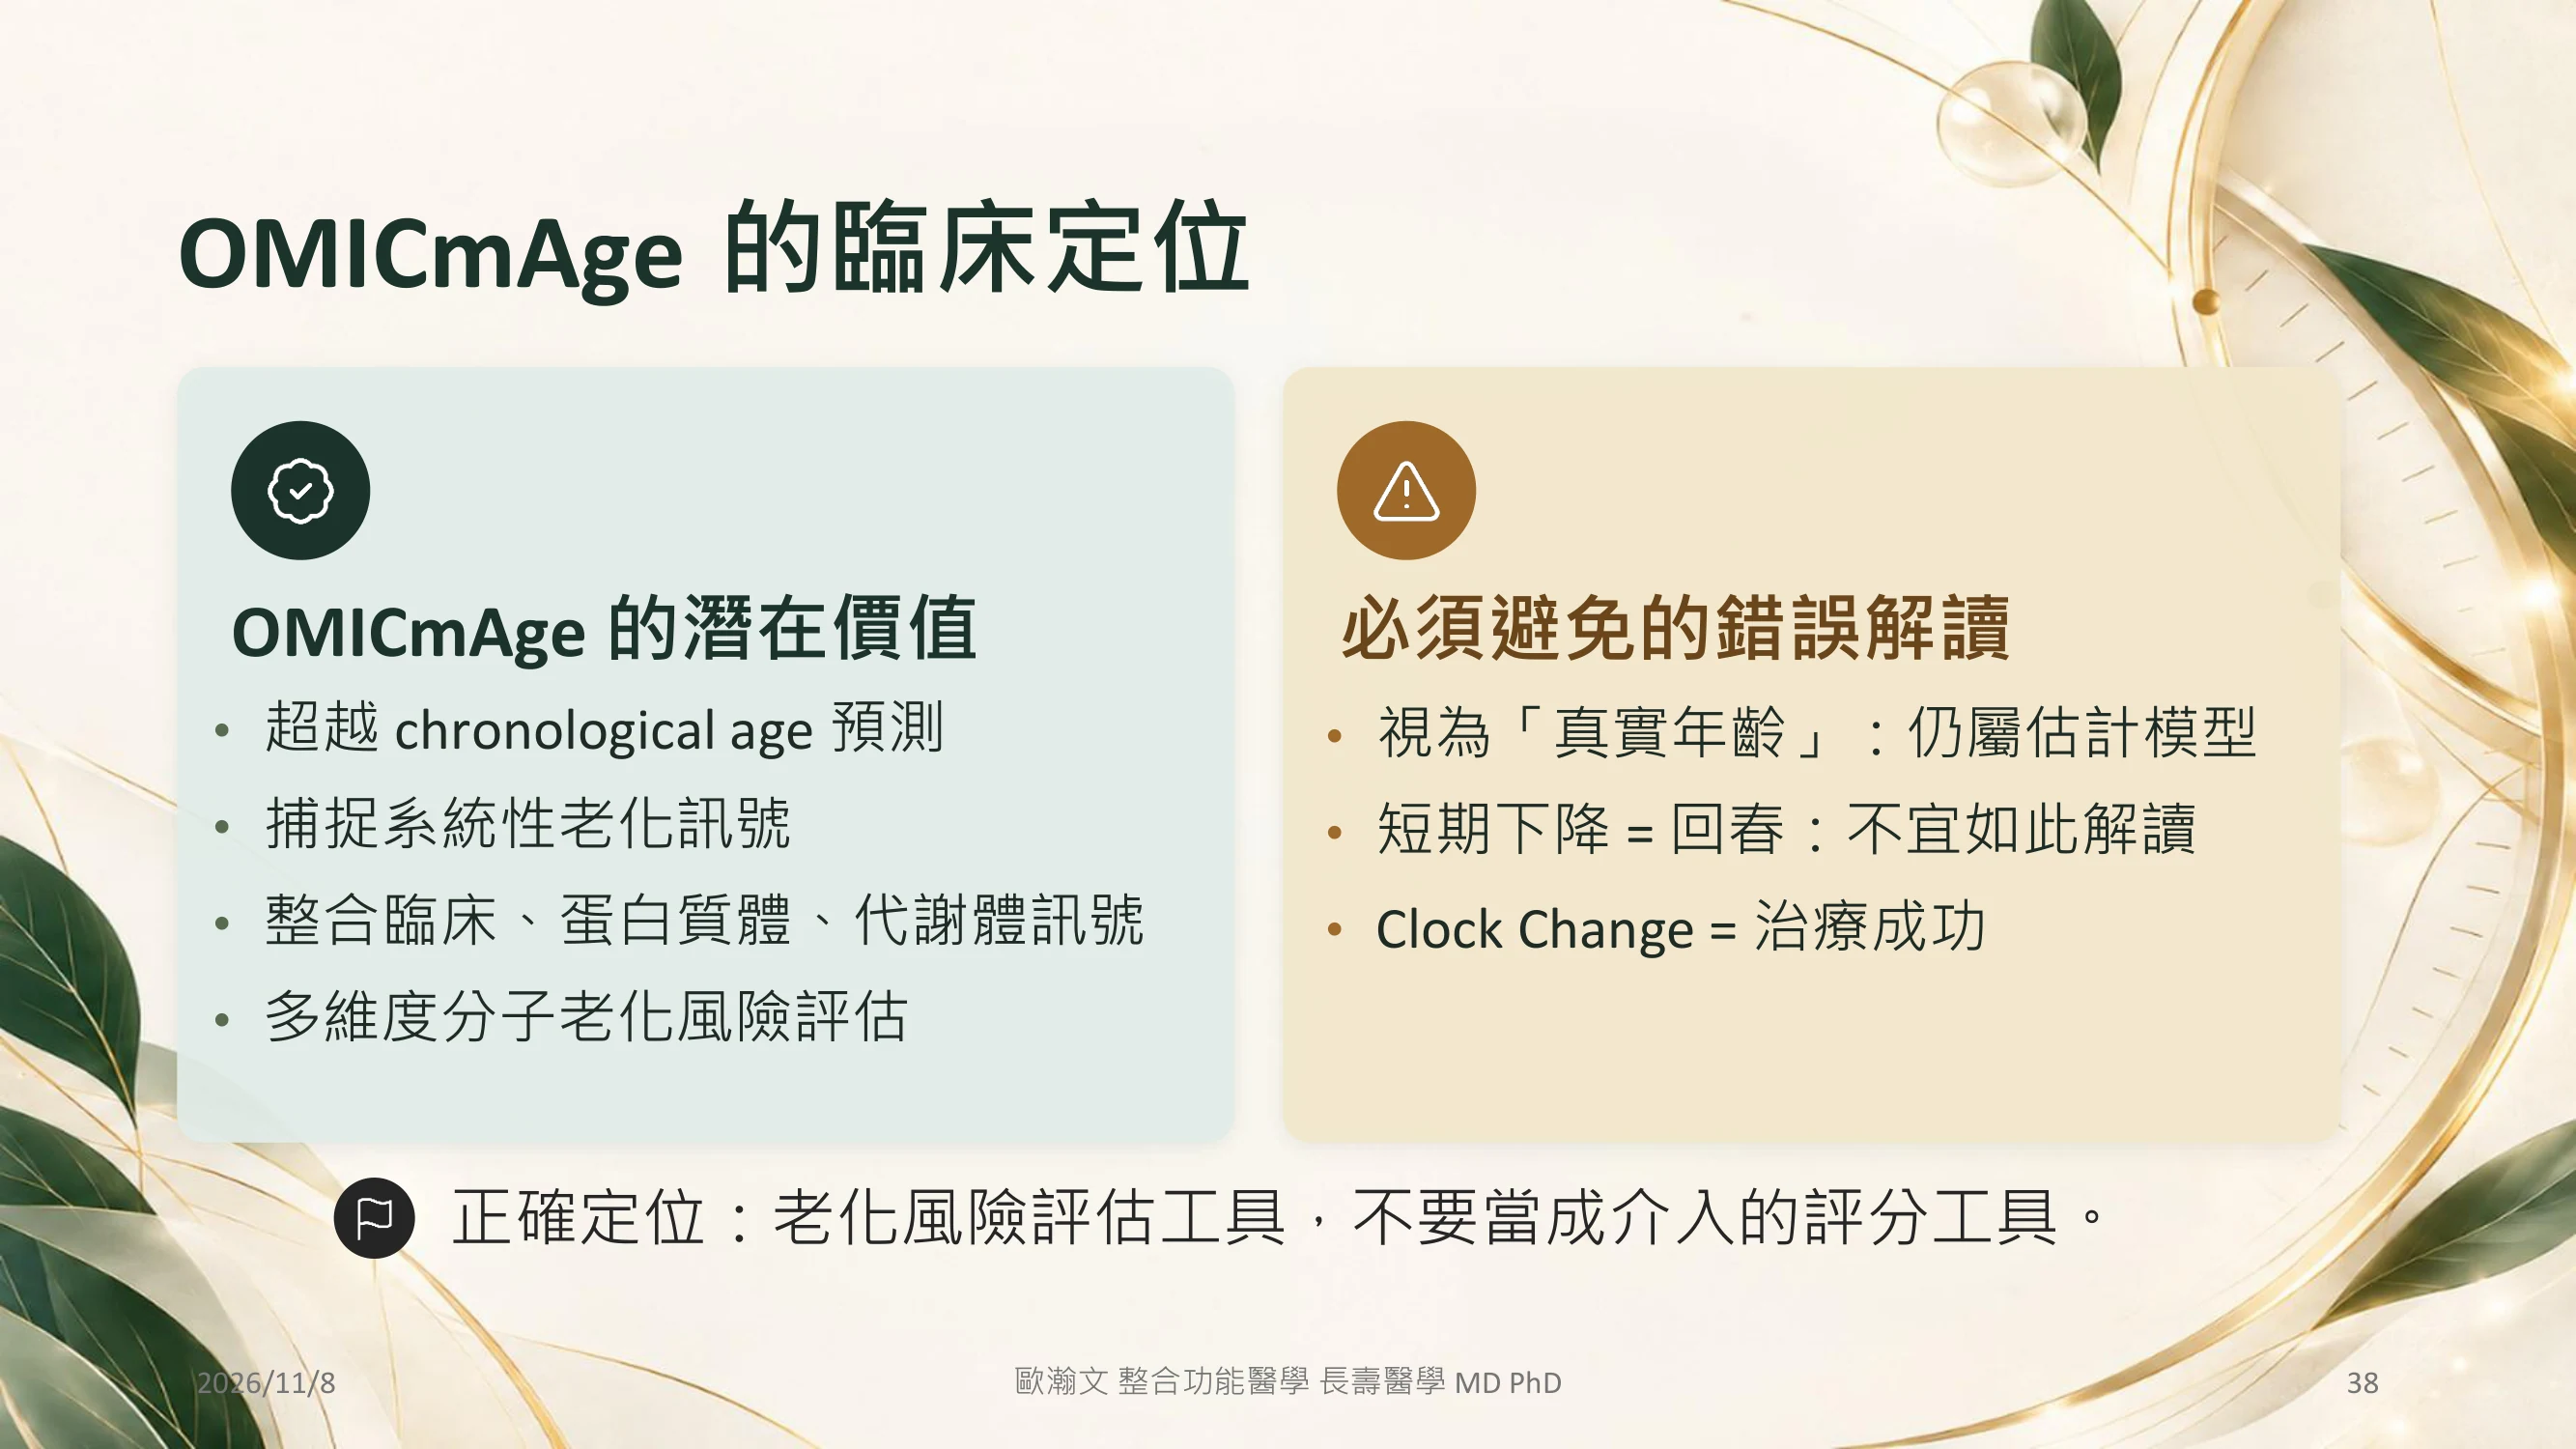 OMICmAge 的臨床定位
OMICmAge 的潛在價值
• 超越 chronological age 預測
• 捕捉系統性老化訊號
• 整合臨床、蛋白質體、代謝體訊號
• 多維度分子老化風險評估
必須避免的錯誤解讀
• 視為「真實年齡」：仍屬估計模型
• 短期下降 = 回春：不宜如此解讀
• Clock Change = 治療成功
正確定位：老化風險評估工具，不要當成介入的評分工具。
2026/11/8
歐瀚文 整合功能醫學 長壽醫學 MD PhD
38